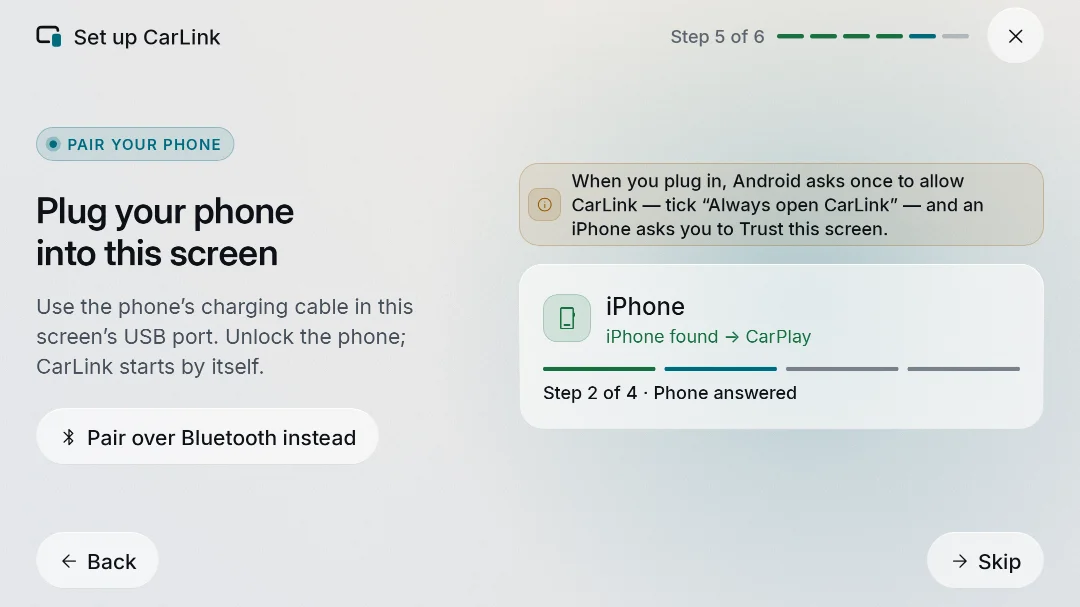 Set up CarLink
Step 5 of 6
PAIR YOUR PHONE
Plug your phone
into this screen
Use the phone’s charging cable in this
screen’s USB port. Unlock the phone;
CarLink starts by itself.
Pair over Bluetooth instead
When you plug in, Android asks once to allow
CarLink — tick “Always open CarLink” — and an
iPhone asks you to Trust this screen.
iPhone
iPhone found → CarPlay
Step 2 of 4 · Phone answered
← Back
→ Skip